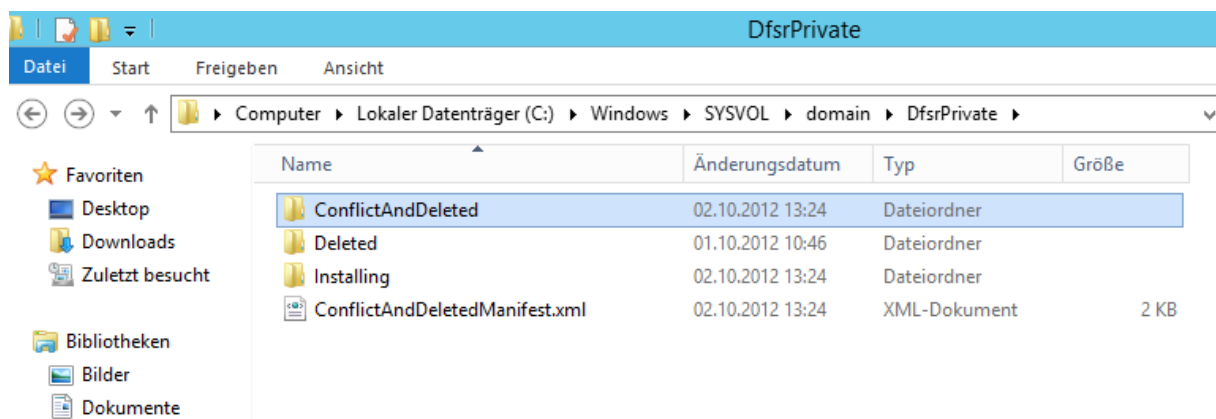 DfsrPrivate
Datei Start Freigeben Ansicht
Computer Lokaler Datenträger (C:) Windows SYSVOL domain DfsrPrivate
Name Änderungsdatum Typ Größe
Favoriten
Desktop
Downloads
Zuletzt besucht
Bibliotheken
Bilder
Dokumente
ConflictAndDeleted 02.10.2012 13:24 Dateiordner
Deleted 01.10.2012 10:46 Dateiordner
Installing 02.10.2012 13:24 Dateiordner
ConflictAndDeletedManifest.xml 02.10.2012 13:24 XML-Dokument 2 KB